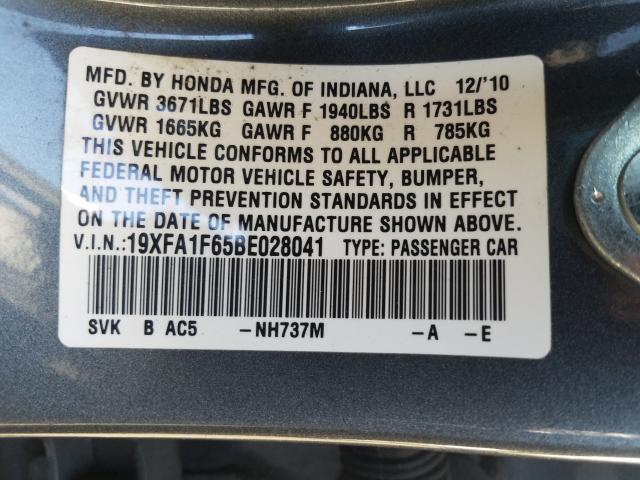 MFD. BY HONDA MFG. OF INDIANA, LLC 12/'10
GVWR 3671LBS GAWR F 1940LBS R 1731LBS
GVWR 1665KG GAWR F 880KG R 785KG
THIS VEHICLE CONFORMS TO ALL APPLICABLE
FEDERAL MOTOR VEHICLE SAFETY, BUMPER,
AND THEFT PREVENTION STANDARDS IN EFFECT
ON THE DATE OF MANUFACTURE SHOWN ABOVE.
V.I.N.:19XFA1F65BE028041 TYPE: PASSENGER CAR
SVK B AC5 -NH737M -A -E